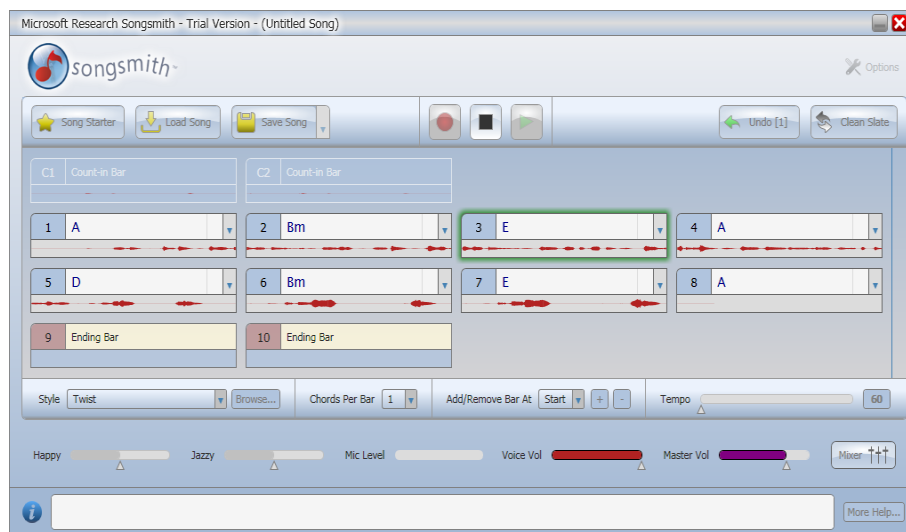 Microsoft Research Songsmith - Trial Version - (Untitled Song)
songsmith™
Options
Song Starter Load Song Save Song Undo [1] Clean Slate
C1 Count-in Bar C2 Count-in Bar
1 A 2 Bm 3 E 4 A
5 D 6 Bm 7 E 8 A
9 Ending Bar 10 Ending Bar
Style Twist Browse... Chords Per Bar 1 Add/Remove Bar At Start + - Tempo 60
Happy Jazzy Mic Level Voice Vol Master Vol Mixer
i More Help...